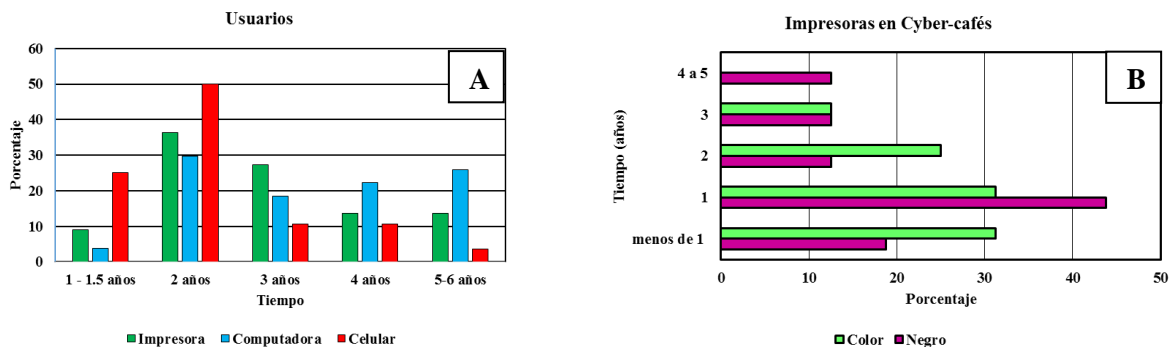 Usuarios
A
Porcentaje
60
50
40
30
20
10
0
1 - 1.5 años 2 años 3 años 4 años 5-6 años
Tiempo
Impresora Computadora Celular
Impresoras en Cyber-cafés
B
Tiempo (años)
4 a 5
3
2
1
menos de 1
0 10 20 30 40 50
Porcentaje
Color Negro